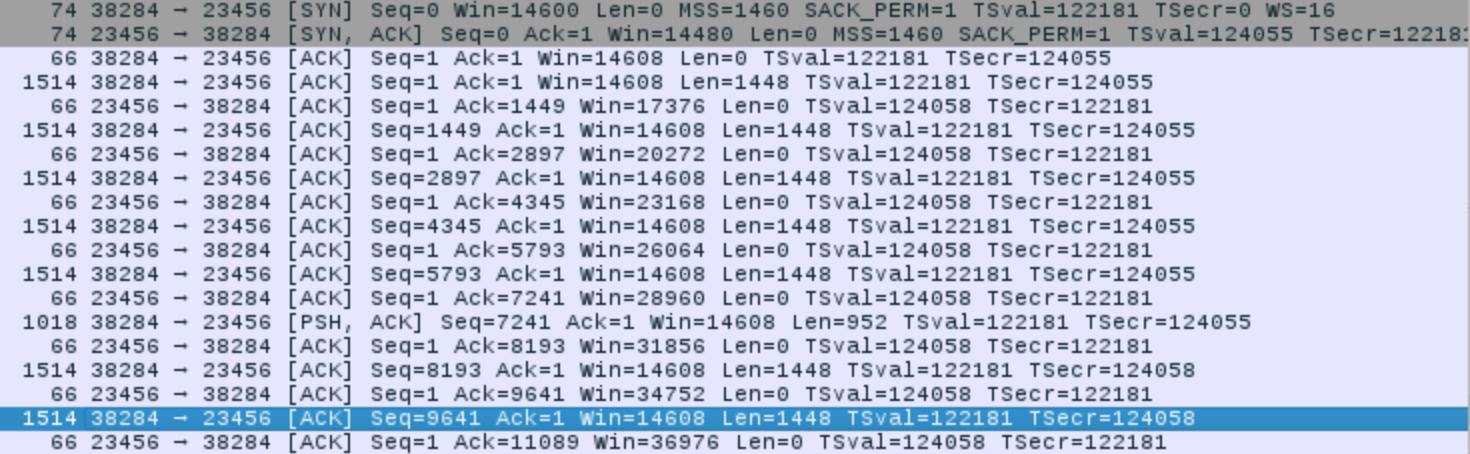 74 38284 → 23456 [SYN] Seq=0 Win=14600 Len=0 MSS=1460 SACK_PERM=1 TSval=122181 TSecr=0 WS=16
74 23456 → 38284 [SYN, ACK] Seq=0 Ack=1 Win=14480 Len=0 MSS=1460 SACK_PERM=1 TSval=124055 TSecr=12218
66 38284 → 23456 [ACK] Seq=1 Ack=1 Win=14608 Len=0 TSval=122181 TSecr=124055
1514 38284 → 23456 [ACK] Seq=1 Ack=1 Win=14608 Len=1448 TSval=122181 TSecr=124055
66 23456 → 38284 [ACK] Seq=1 Ack=1449 Win=17376 Len=0 TSval=124058 TSecr=122181
1514 38284 → 23456 [ACK] Seq=1449 Ack=1 Win=14608 Len=1448 TSval=122181 TSecr=124055
66 23456 → 38284 [ACK] Seq=1 Ack=2897 Win=20272 Len=0 TSval=124058 TSecr=122181
1514 38284 → 23456 [ACK] Seq=2897 Ack=1 Win=14608 Len=1448 TSval=122181 TSecr=124055
66 23456 → 38284 [ACK] Seq=1 Ack=4345 Win=23168 Len=0 TSval=124058 TSecr=122181
1514 38284 → 23456 [ACK] Seq=4345 Ack=1 Win=14608 Len=1448 TSval=122181 TSecr=124055
66 23456 → 38284 [ACK] Seq=1 Ack=5793 Win=26064 Len=0 TSval=124058 TSecr=122181
1514 38284 → 23456 [ACK] Seq=5793 Ack=1 Win=14608 Len=1448 TSval=122181 TSecr=124055
66 23456 → 38284 [ACK] Seq=1 Ack=7241 Win=28960 Len=0 TSval=124058 TSecr=122181
1018 38284 → 23456 [PSH, ACK] Seq=7241 Ack=1 Win=14608 Len=952 TSval=122181 TSecr=124055
66 23456 → 38284 [ACK] Seq=1 Ack=8193 Win=31856 Len=0 TSval=124058 TSecr=122181
1514 38284 → 23456 [ACK] Seq=8193 Ack=1 Win=14608 Len=1448 TSval=122181 TSecr=124058
66 23456 → 38284 [ACK] Seq=1 Ack=9641 Win=34752 Len=0 TSval=124058 TSecr=122181
1514 38284 → 23456 [ACK] Seq=9641 Ack=1 Win=14608 Len=1448 TSval=122181 TSecr=124058
66 23456 → 38284 [ACK] Seq=1 Ack=11089 Win=36976 Len=0 TSval=124058 TSecr=122181